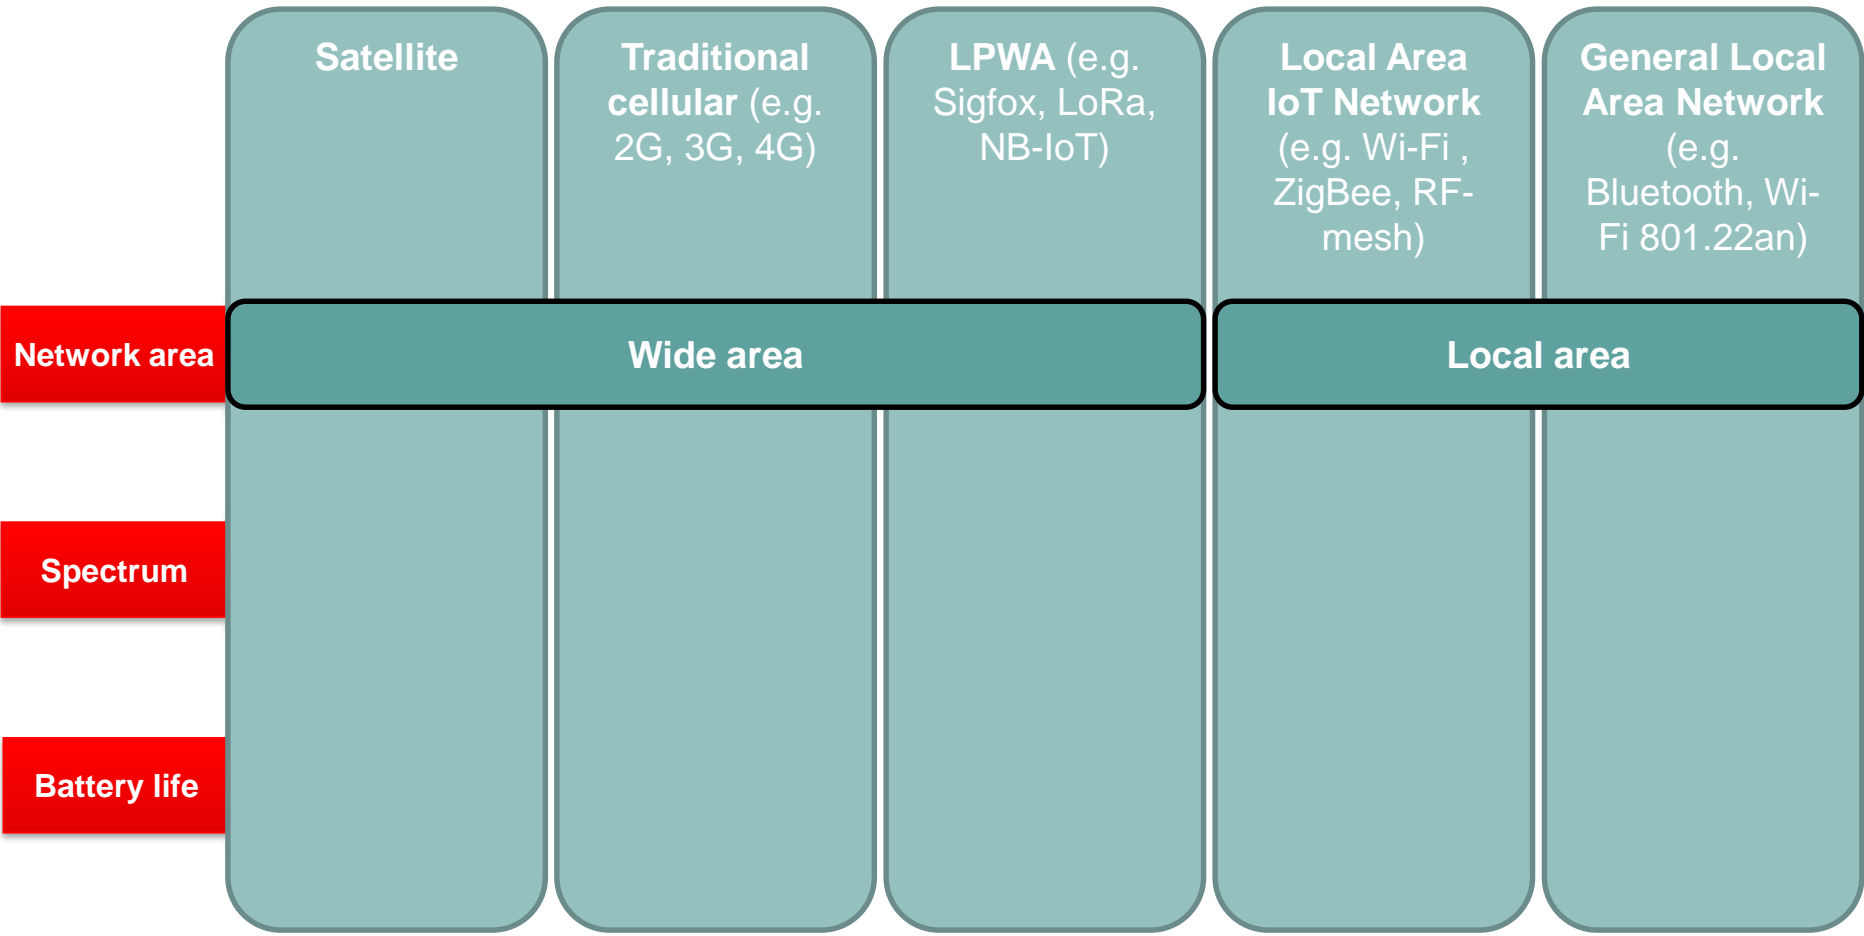 Satellite
Traditional
cellular (e.g.
2G, 3G, 4G)
LPWA (e.g.
Sigfox, LoRa,
NB-IoT)
Local Area
IoT Network
(e.g. Wi-Fi ,
ZigBee, RF-
mesh)
General Local
Area Network
(e.g.
Bluetooth, Wi-
Fi 801.22an)
Network area
Wide area
Local area
Spectrum
Battery life